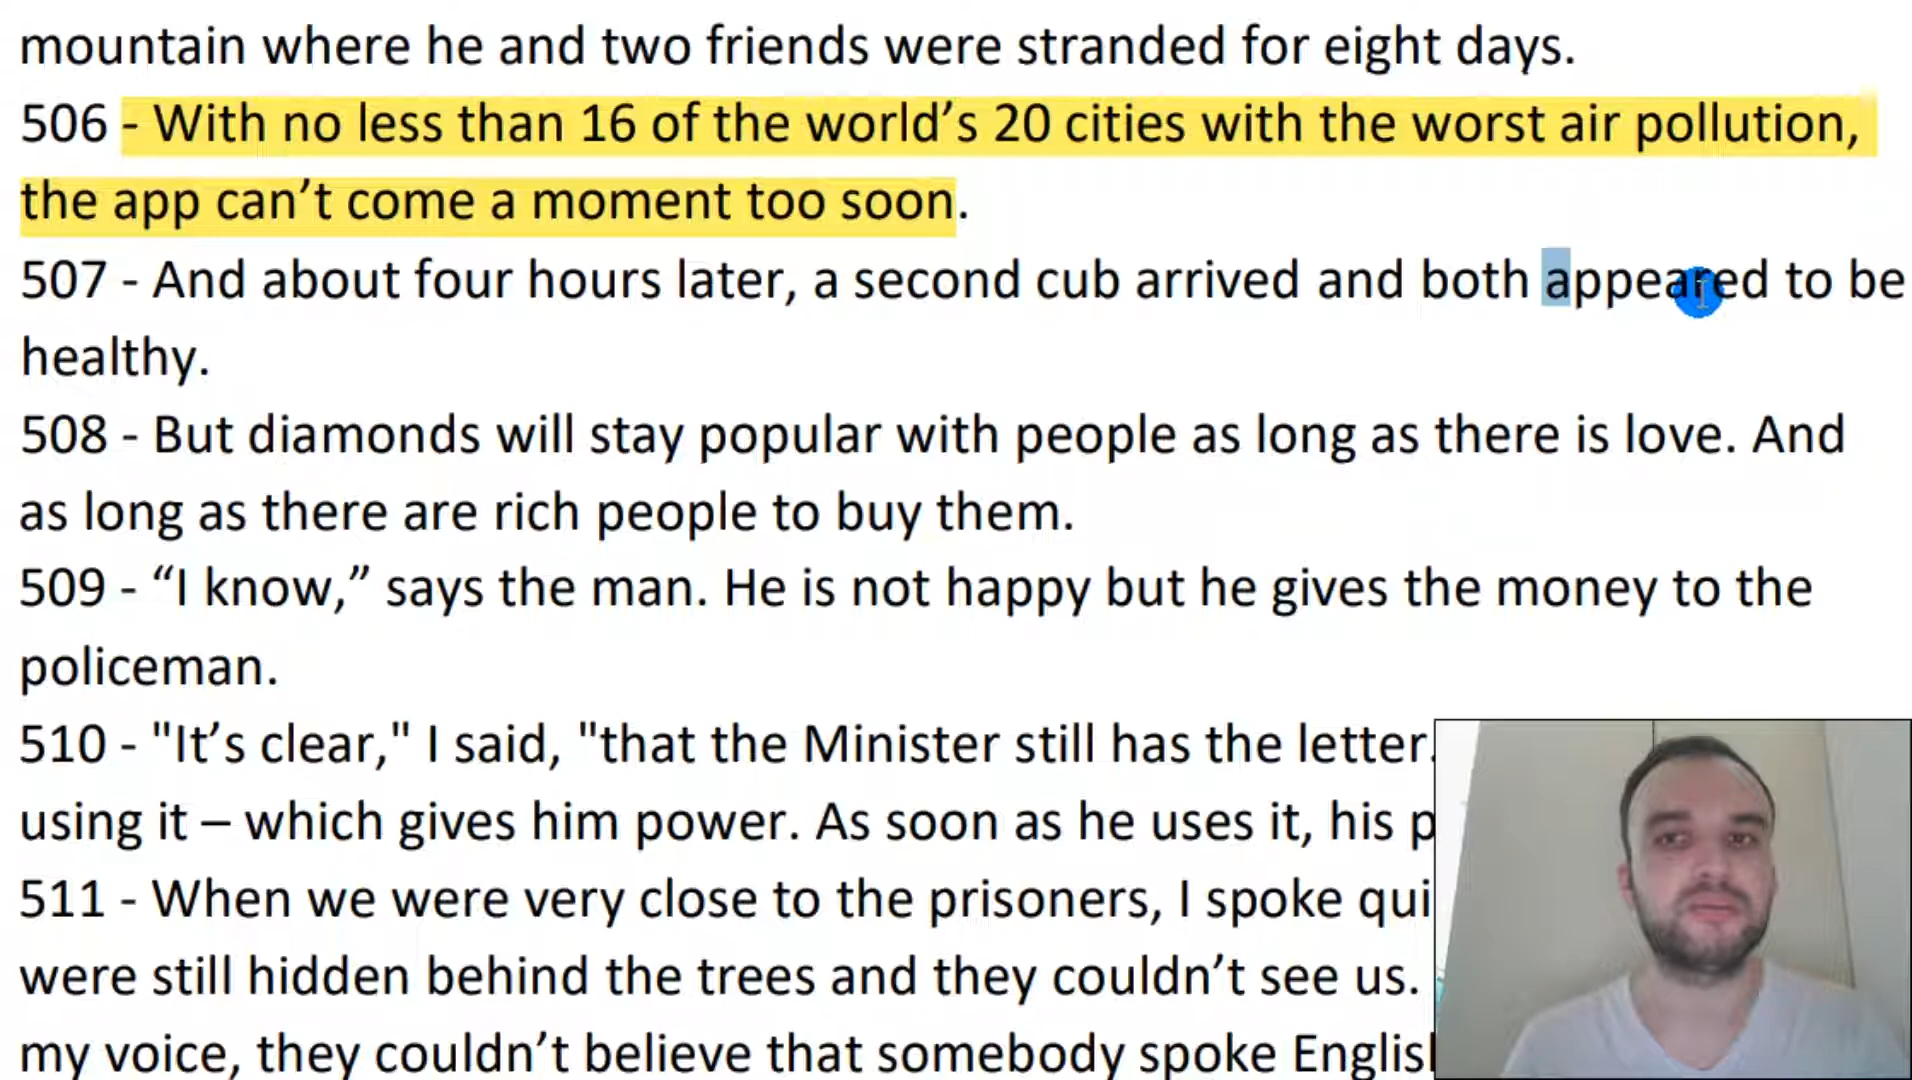 mountain where he and two friends were stranded for eight days.
506 - With no less than 16 of the world’s 20 cities with the worst air pollution,
the app can’t come a moment too soon.
507 - And about four hours later, a second cub arrived and both appeared to be
healthy.
508 - But diamonds will stay popular with people as long as there is love. And
as long as there are rich people to buy them.
509 - “I know,” says the man. He is not happy but he gives the money to the
policeman.
510 - "It’s clear," I said, "that the Minister still has the letter.
using it – which gives him power. As soon as he uses it, his
511 - When we were very close to the prisoners, I spoke
were still hidden behind the trees and they couldn’t see us.
my voice, they couldn’t believe that somebody spoke